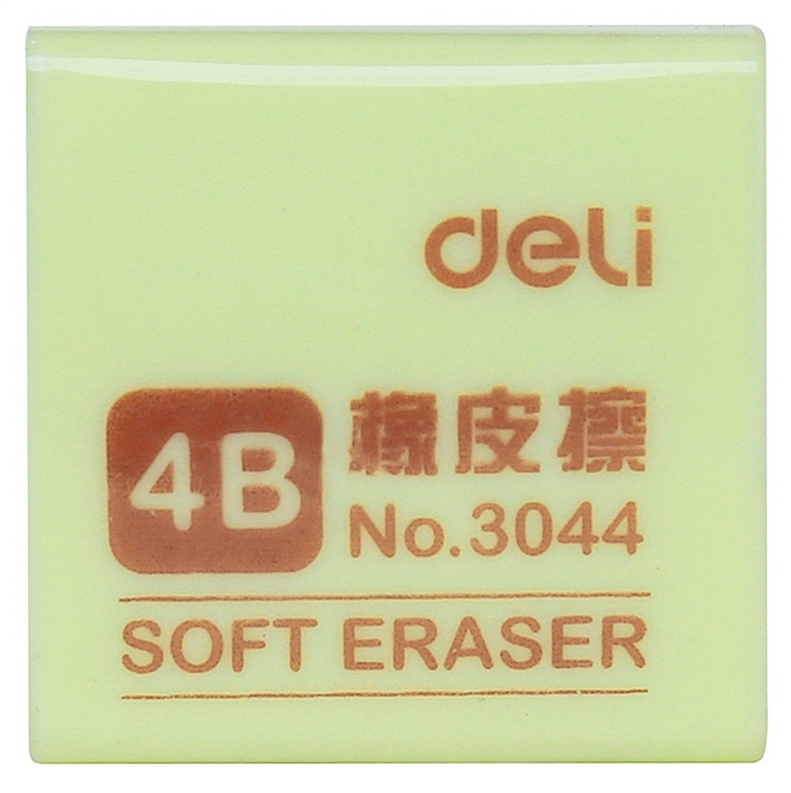 deli
4B 橡皮擦
No.3044
SOFT ERASER